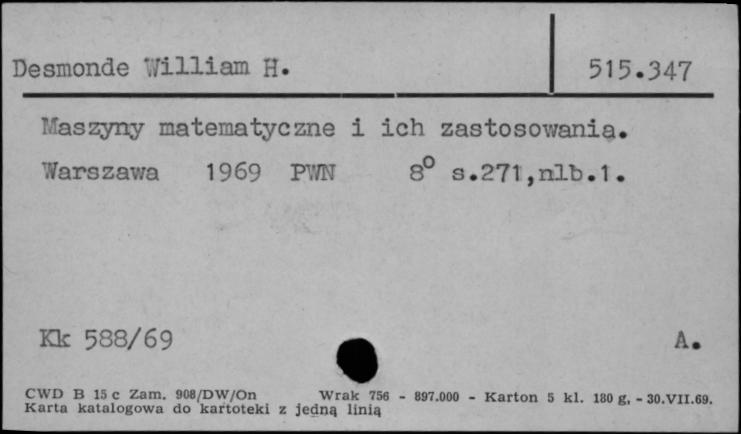 Desmonde William H.
515.347
Maszyny matematyczne i ich zastosowania.
Warszawa 1969 PWN 8° s.271,nlb.1.
Kk 588/69
A.
CWD B 15 c Zam. 908/DW/On Wrak 756 - 897.000 - Karton 5 kl. 180 g. - 30.VII.69.
Karta katalogowa do kartoteki z jedną linią